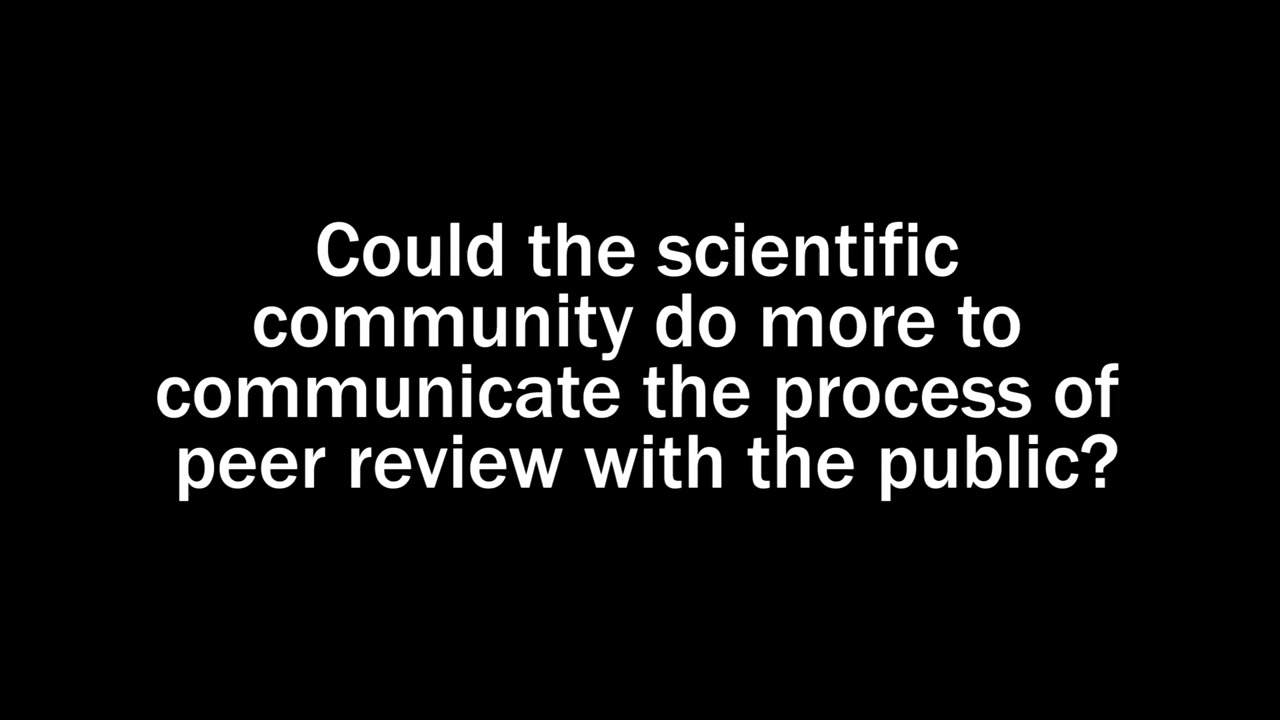 Could the scientific
community do more to
communicate the process of
peer review with the public?